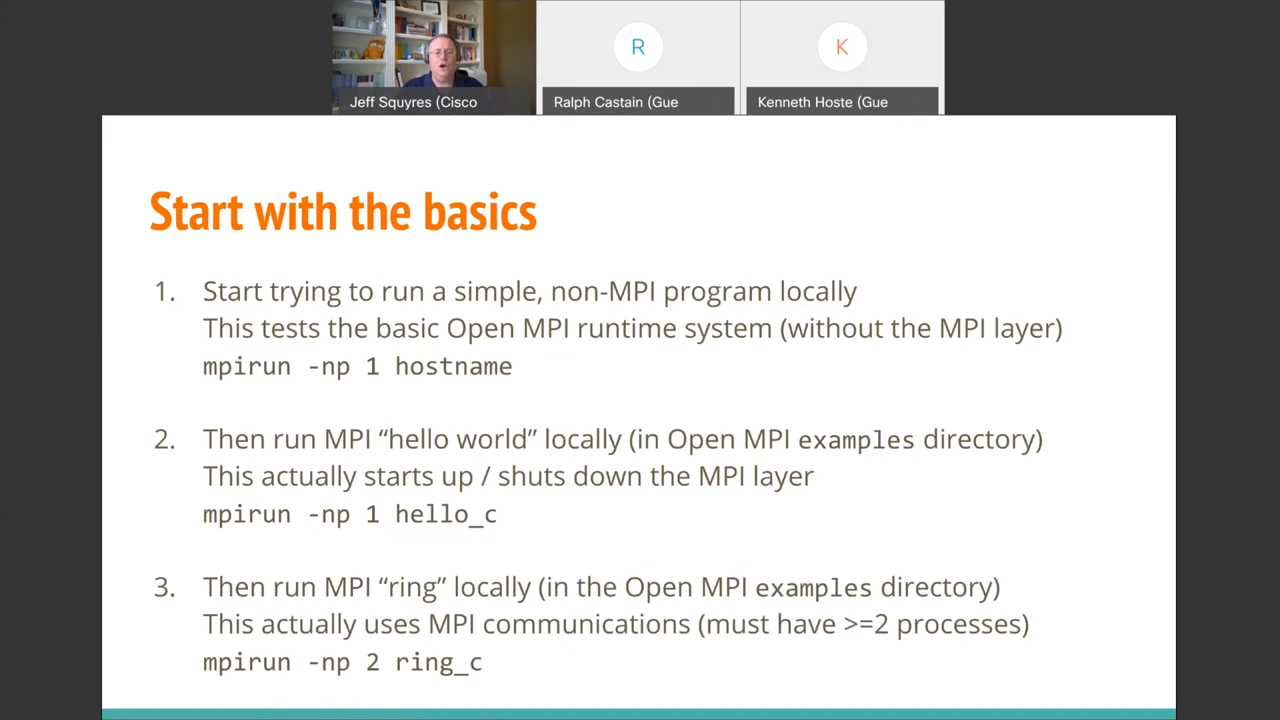 R
K
Jeff Squyres (Cisco
Ralph Castain (Gue
Kenneth Hoste (Gue
Start with the basics
1. Start trying to run a simple, non-MPI program locally
This tests the basic Open MPI runtime system (without the MPI layer)
mpirun -np 1 hostname
2. Then run MPI “hello world” locally (in Open MPI examples directory)
This actually starts up / shuts down the MPI layer
mpirun -np 1 hello_c
3. Then run MPI “ring” locally (in the Open MPI examples directory)
This actually uses MPI communications (must have >=2 processes)
mpirun -np 2 ring_c